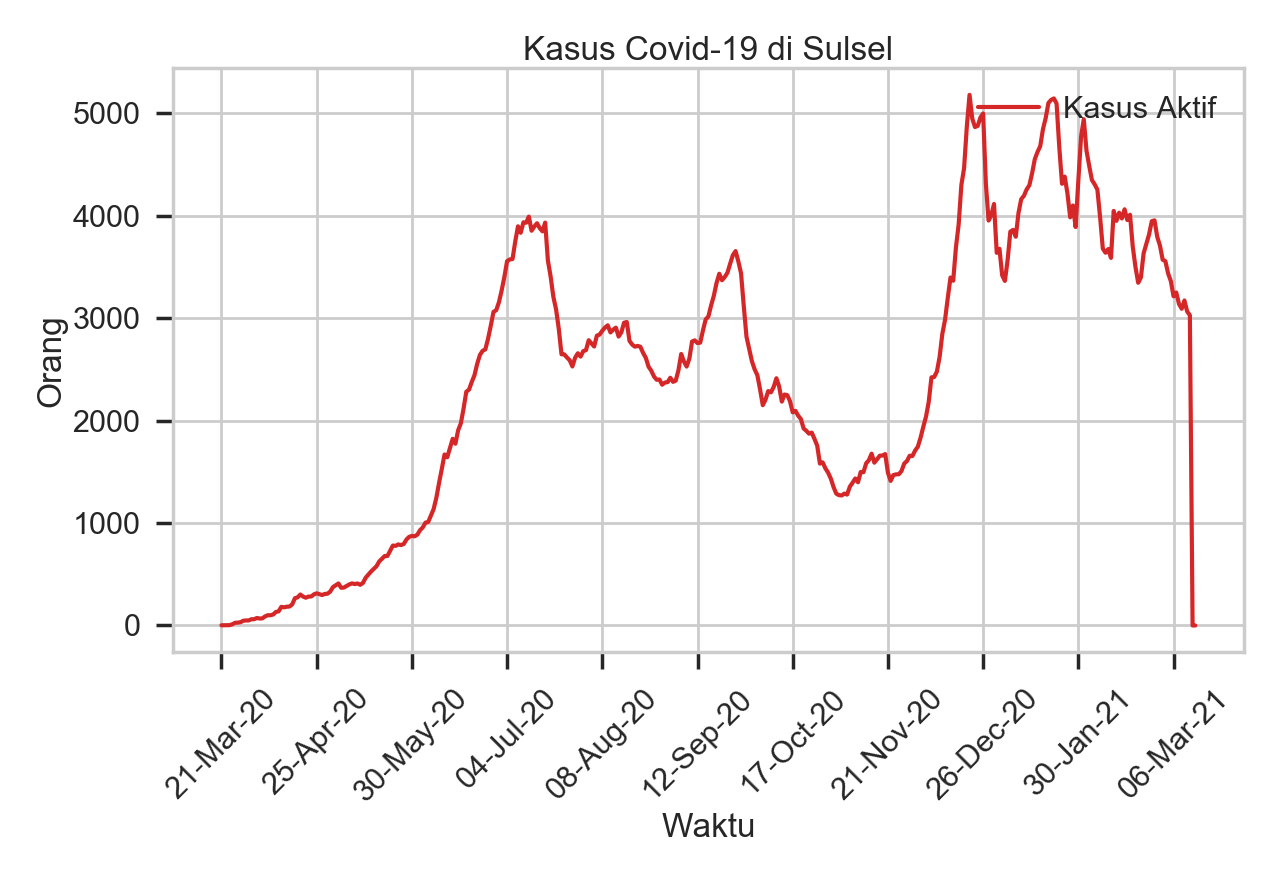 Kasus Covid-19 di Sulsel
Kasus Aktif
5000
4000
3000
2000
1000
0
Orang
21-Mar-20
25-Apr-20
30-May-20
04-Jul-20
08-Aug-20
12-Sep-20
17-Oct-20
21-Nov-20
26-Dec-20
30-Jan-21
06-Mar-21
Waktu